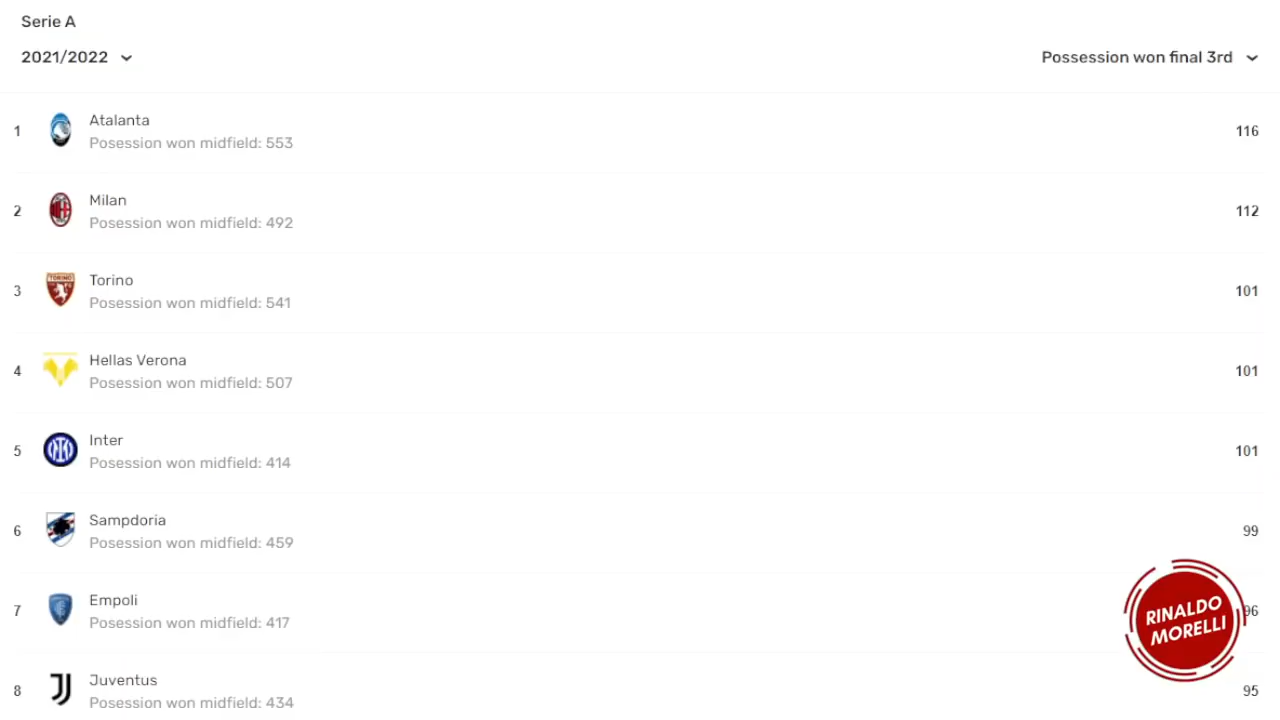 Serie A
2021/2022
Possession won final 3rd
1
Atalanta
Posession won midfield: 553
116
2
Milan
Posession won midfield: 492
112
3
TORINO
Torino
Posession won midfield: 541
101
4
Hellas Verona
Posession won midfield: 507
101
5
Inter
Posession won midfield: 414
101
6
Sampdoria
Posession won midfield: 459
99
7
Empoli
Posession won midfield: 417
96
RINALDO
MORELLI
8
Juventus
Posession won midfield: 434
95